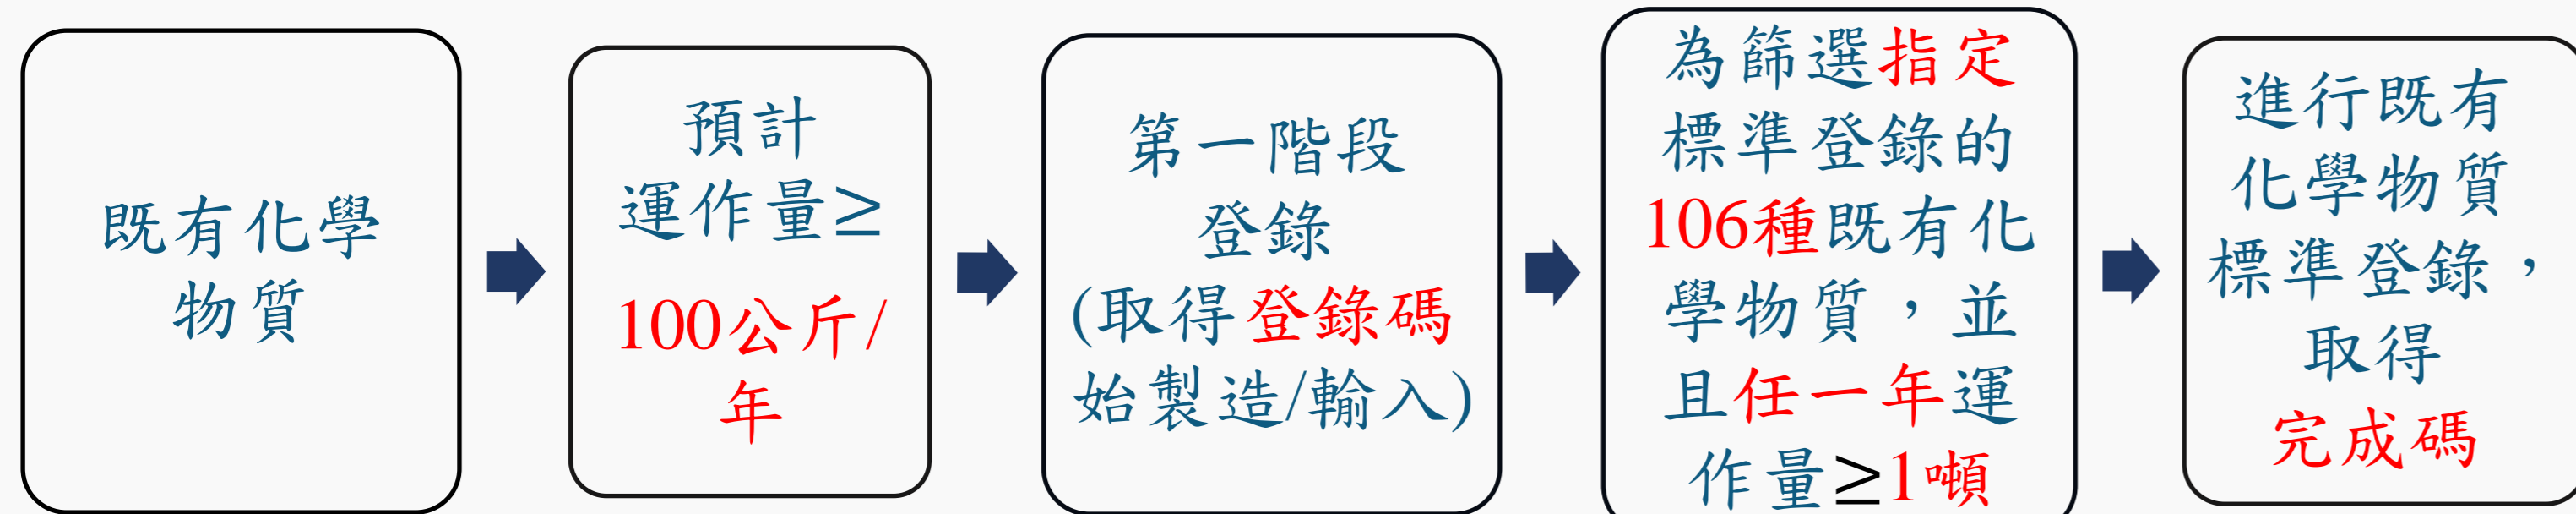 既有化學
物質
預計
運作量≥
100公斤/
年
第一階段
登錄
(取得登錄碼
始製造/輸入)
為篩選指定
標準登錄的
106種既有化
學物質，並
且任一年運
作量≥1噸
進行既有
化學物質
標準登錄，
取得
完成碼